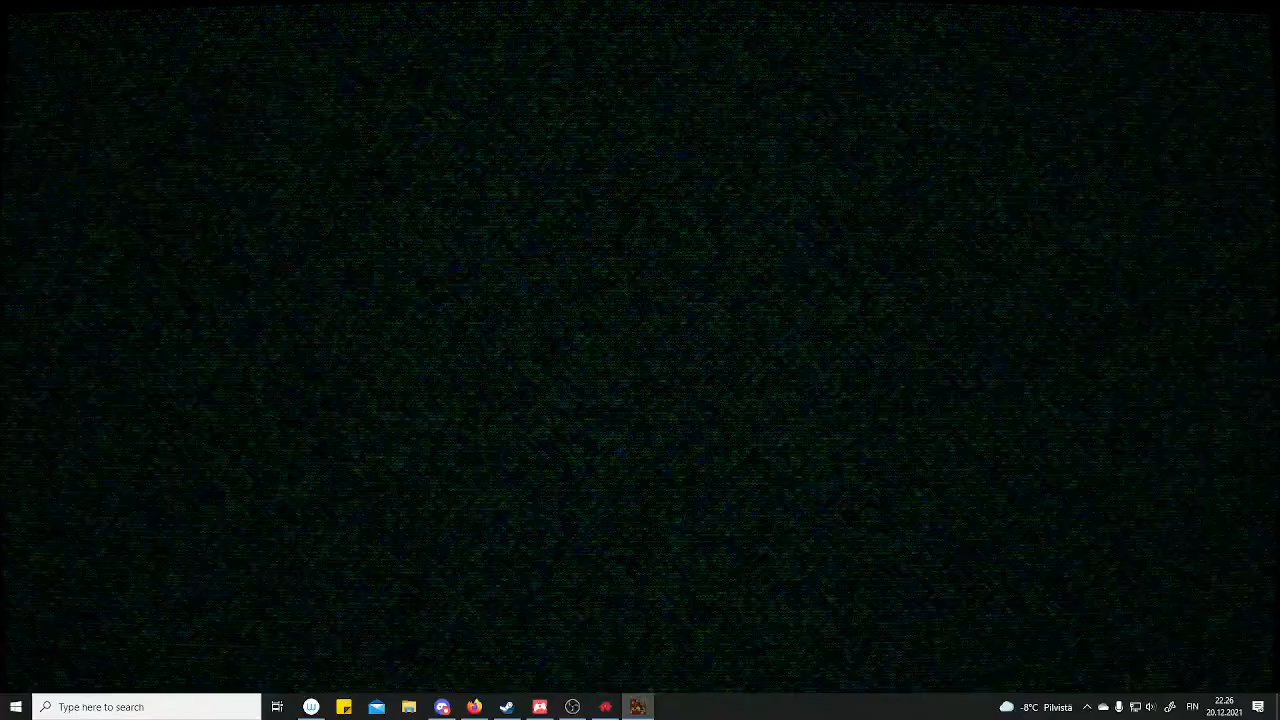 Type here to search
-8°C Pilvistä
FIN
22.26
20.12.2021